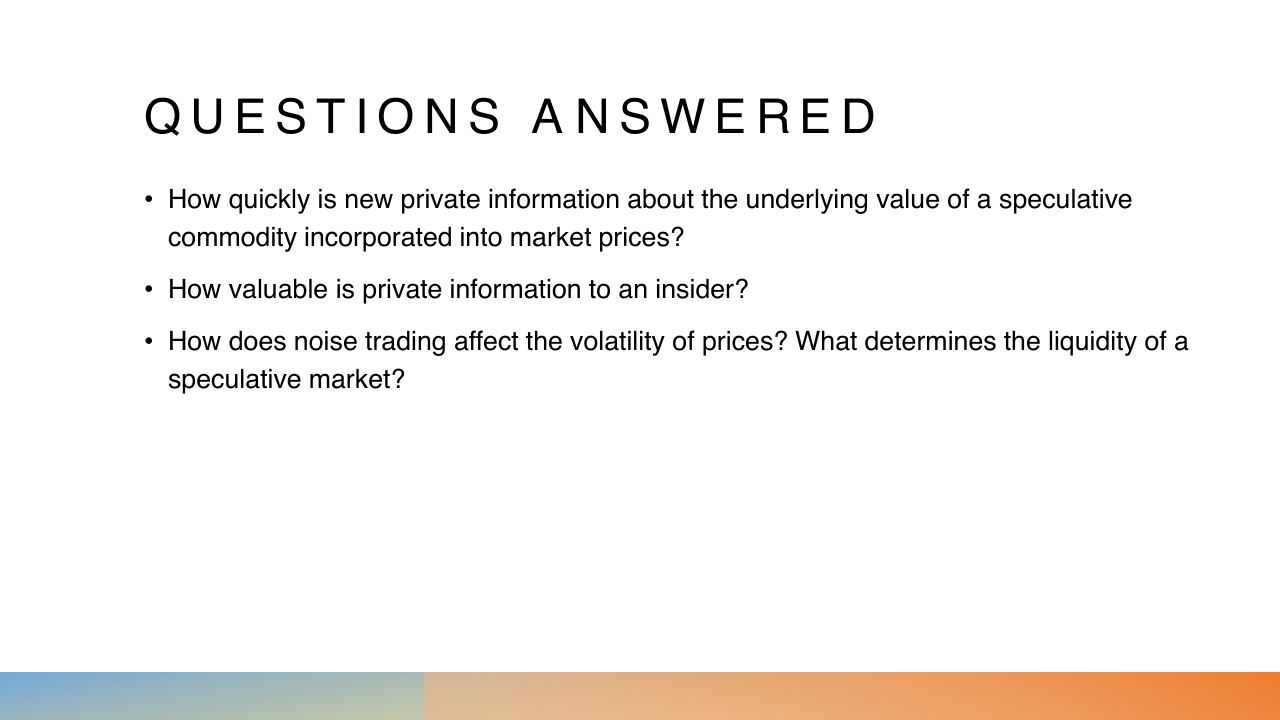 QUESTIONS ANSWERED
• How quickly is new private information about the underlying value of a speculative
commodity incorporated into market prices?
• How valuable is private information to an insider?
• How does noise trading affect the volatility of prices? What determines the liquidity of a
speculative market?